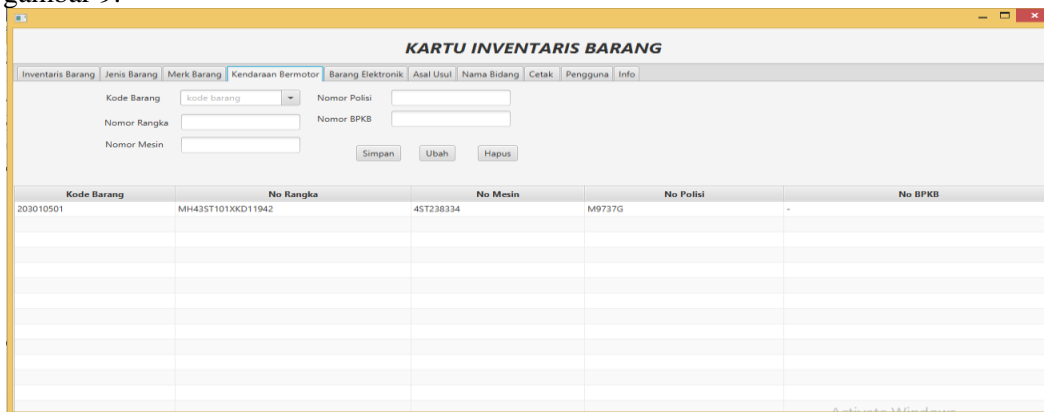 gambar 9.
KARTU INVENTARIS BARANG
Inventaris Barang Jenis Barang Merk Barang Kendaraan Bermotor Barang Elektronik Asal Usul Nama Bidang Cetak Pengguna Info
Kode Barang kode barang Nomor Polisi
Nomor Rangka Nomor BPKB
Nomor Mesin
Simpan Ubah Hapus
Kode Barang No Rangka No Mesin No Polisi No BPKB
203010501 MH43ST101XKD11942 4ST238334 M9737G -
Activate Windows